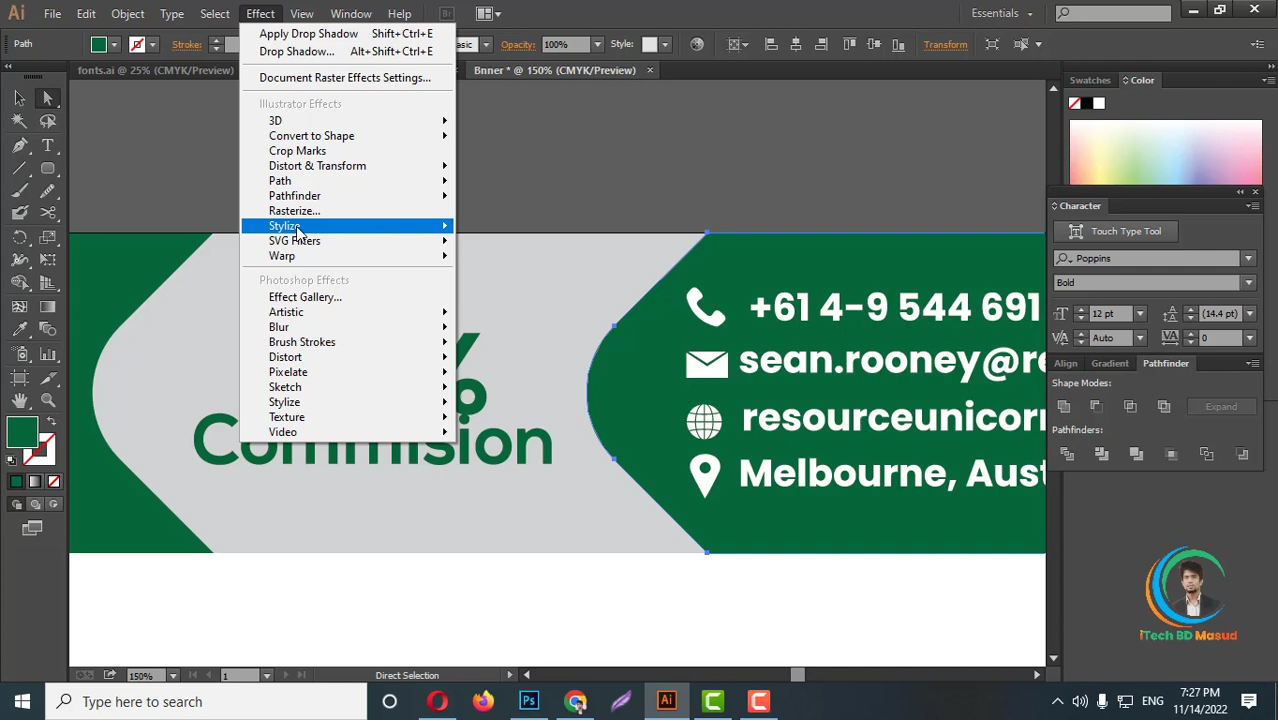 Ai File Edit Object Type Select Effect View Window Help Br Essentials
Path Stroke: Basic Opacity: 100% Style: Transform
fonts.ai @ 25% (CMYK/Preview) Bnner * @ 150% (CMYK/Preview)
Apply Drop Shadow Shift+Ctrl+E
Drop Shadow... Alt+Shift+Ctrl+E
Document Raster Effects Settings...
Illustrator Effects
3D
Convert to Shape
Crop Marks
Distort & Transform
Path
Pathfinder
Rasterize...
Stylize
SVG Filters
Warp
Photoshop Effects
Effect Gallery...
Artistic
Blur
Brush Strokes
Distort
Pixelate
Sketch
Stylize
Texture
Video
%
Commision
+61 4-9 544 691
sean.rooney@re
resourceunicorn
Melbourne, Aust
Swatches Color
Character
Touch Type Tool
Poppins
Bold
12 pt (14.4 pt)
Auto 0
Align Gradient Pathfinder
Shape Modes:
Expand
Pathfinders:
iTech BD Masud
150% 1 Direct Selection
Type here to search
Ps Ai C C
ENG
7:27 PM
11/14/2022